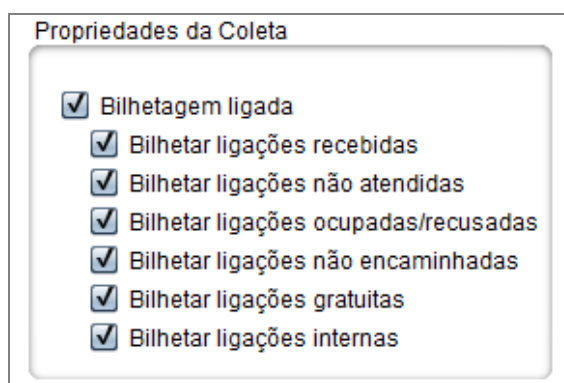 Propriedades da Coleta
Bilhetagem ligada
Bilhetar ligações recebidas
Bilhetar ligações não atendidas
Bilhetar ligações ocupadas/recusadas
Bilhetar ligações não encaminhadas
Bilhetar ligações gratuitas
Bilhetar ligações internas